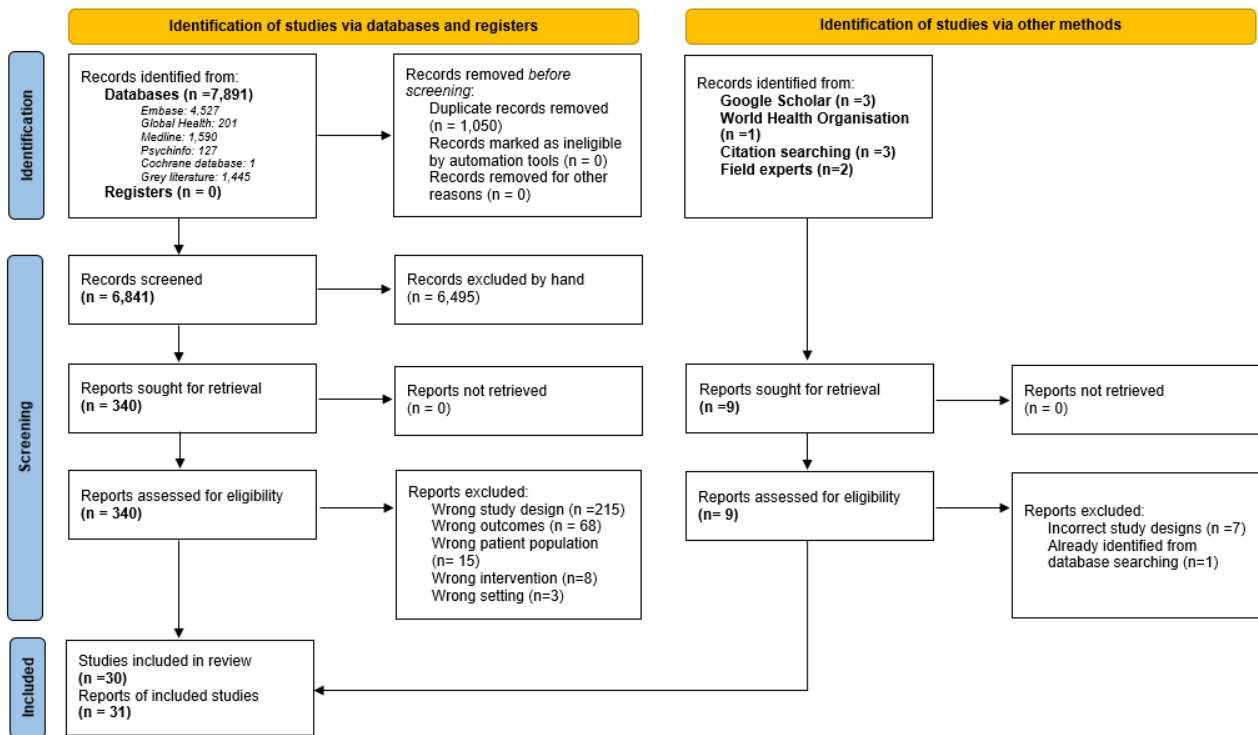 Identification of studies via databases and registers
Identification of studies via other methods
Identification
Records identified from:
Databases (n =7,891)
Embase: 4,527
Global Health: 201
Medline: 1,590
Psychinfo: 127
Cochrane database: 1
Grey literature: 1,445
Registers (n = 0)
Records removed before
screening:
Duplicate records removed
(n = 1,050)
Records marked as ineligible
by automation tools (n = 0)
Records removed for other
reasons (n = 0)
Records identified from:
Google Scholar (n =3)
World Health Organisation
(n =1)
Citation searching (n =3)
Field experts (n=2)
Screening
Records screened
(n = 6,841)
Records excluded by hand
(n = 6,495)
Reports sought for retrieval
(n = 340)
Reports not retrieved
(n = 0)
Reports sought for retrieval
(n =9)
Reports not retrieved
(n = 0)
Reports assessed for eligibility
(n = 340)
Reports excluded:
Wrong study design (n =215)
Wrong outcomes (n = 68)
Wrong patient population
(n= 15)
Wrong intervention (n=8)
Wrong setting (n=3)
Reports assessed for eligibility
(n= 9)
Reports excluded:
Incorrect study designs (n =7)
Already identified from
database searching (n=1)
Included
Studies included in review
(n =30)
Reports of included studies
(n = 31)